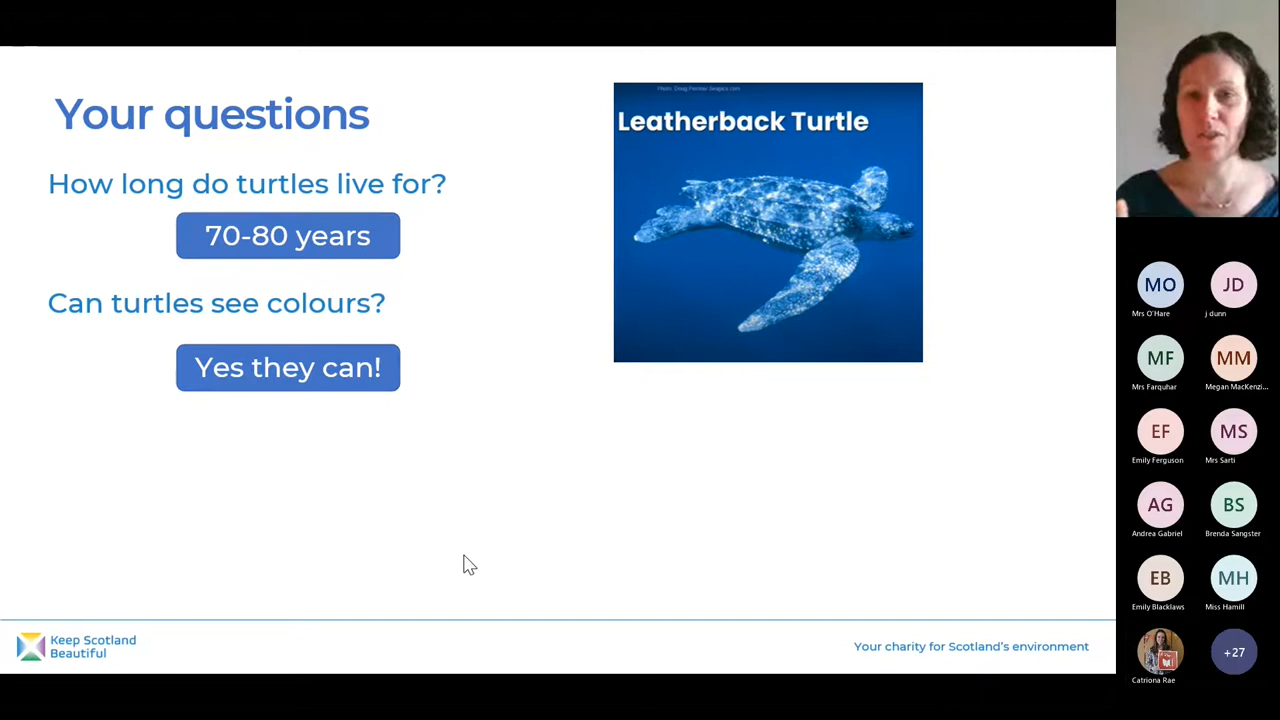 Your questions
How long do turtles live for?
70-80 years
Can turtles see colours?
Yes they can!
Leatherback Turtle
Keep Scotland
Beautiful
Your charity for Scotland's environment
MO
JD
Mrs O'Hare
j dunn
MF
MM
Mrs Farquhar
Megan MacKenzi...
EF
MS
Emily Ferguson
Mrs Sarti
AG
BS
Andrea Gabriel
Brenda Sangster
EB
MH
Emily Blacklaws
Miss Hamill
+27
Catriona Rae